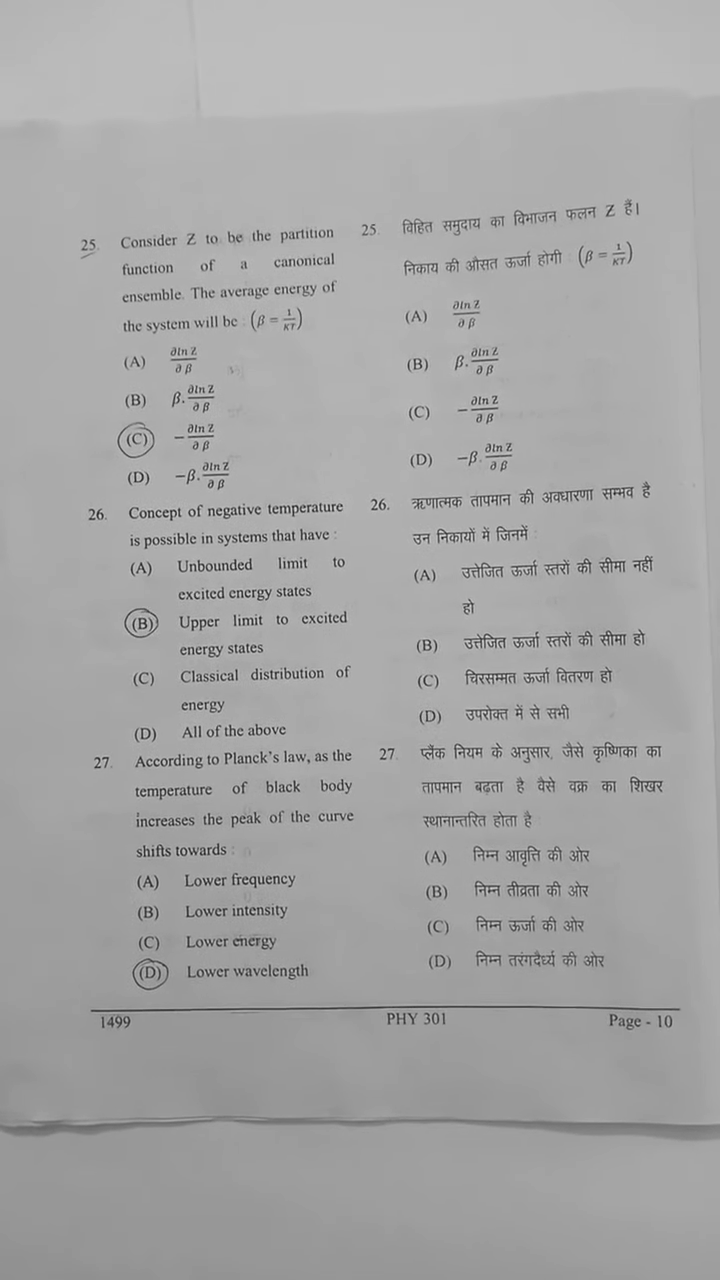 25. Consider Z to be the partition
function of a canonical
ensemble. The average energy of
the system will be : (β = 1/KT)
(A) ∂ln Z/∂ β
(B) β. ∂ln Z/∂ β
(C) − ∂ln Z/∂ β
(D) −β. ∂ln Z/∂ β
26. Concept of negative temperature
is possible in systems that have :
(A) Unbounded limit to
excited energy states
(B) Upper limit to excited
energy states
(C) Classical distribution of
energy
(D) All of the above
27. According to Planck's law, as the
temperature of black body
increases the peak of the curve
shifts towards :
(A) Lower frequency
(B) Lower intensity
(C) Lower energy
(D) Lower wavelength
25. विहित समुदाय का विभाजन फलन Z हैं।
निकाय की औसत ऊर्जा होगी : (β = 1/KT)
(A) ∂ln Z/∂ β
(B) β. ∂ln Z/∂ β
(C) − ∂ln Z/∂ β
(D) −β. ∂ln Z/∂ β
26. ऋणात्मक तापमान की अवधारणा सम्भव है
उन निकायों में जिनमें :
(A) उत्तेजित ऊर्जा स्तरों की सीमा नहीं
हो
(B) उत्तेजित ऊर्जा स्तरों की सीमा हो
(C) चिरसम्मत ऊर्जा वितरण हो
(D) उपरोक्त में से सभी
27. प्लैंक नियम के अनुसार, जैसे कृष्णिका का
तापमान बढ़ता है वैसे वक्र का शिखर
स्थानान्तरित होता है :
(A) निम्न आवृत्ति की ओर
(B) निम्न तीव्रता की ओर
(C) निम्न ऊर्जा की ओर
(D) निम्न तरंगदैर्ध्य की ओर
1499 PHY 301 Page - 10